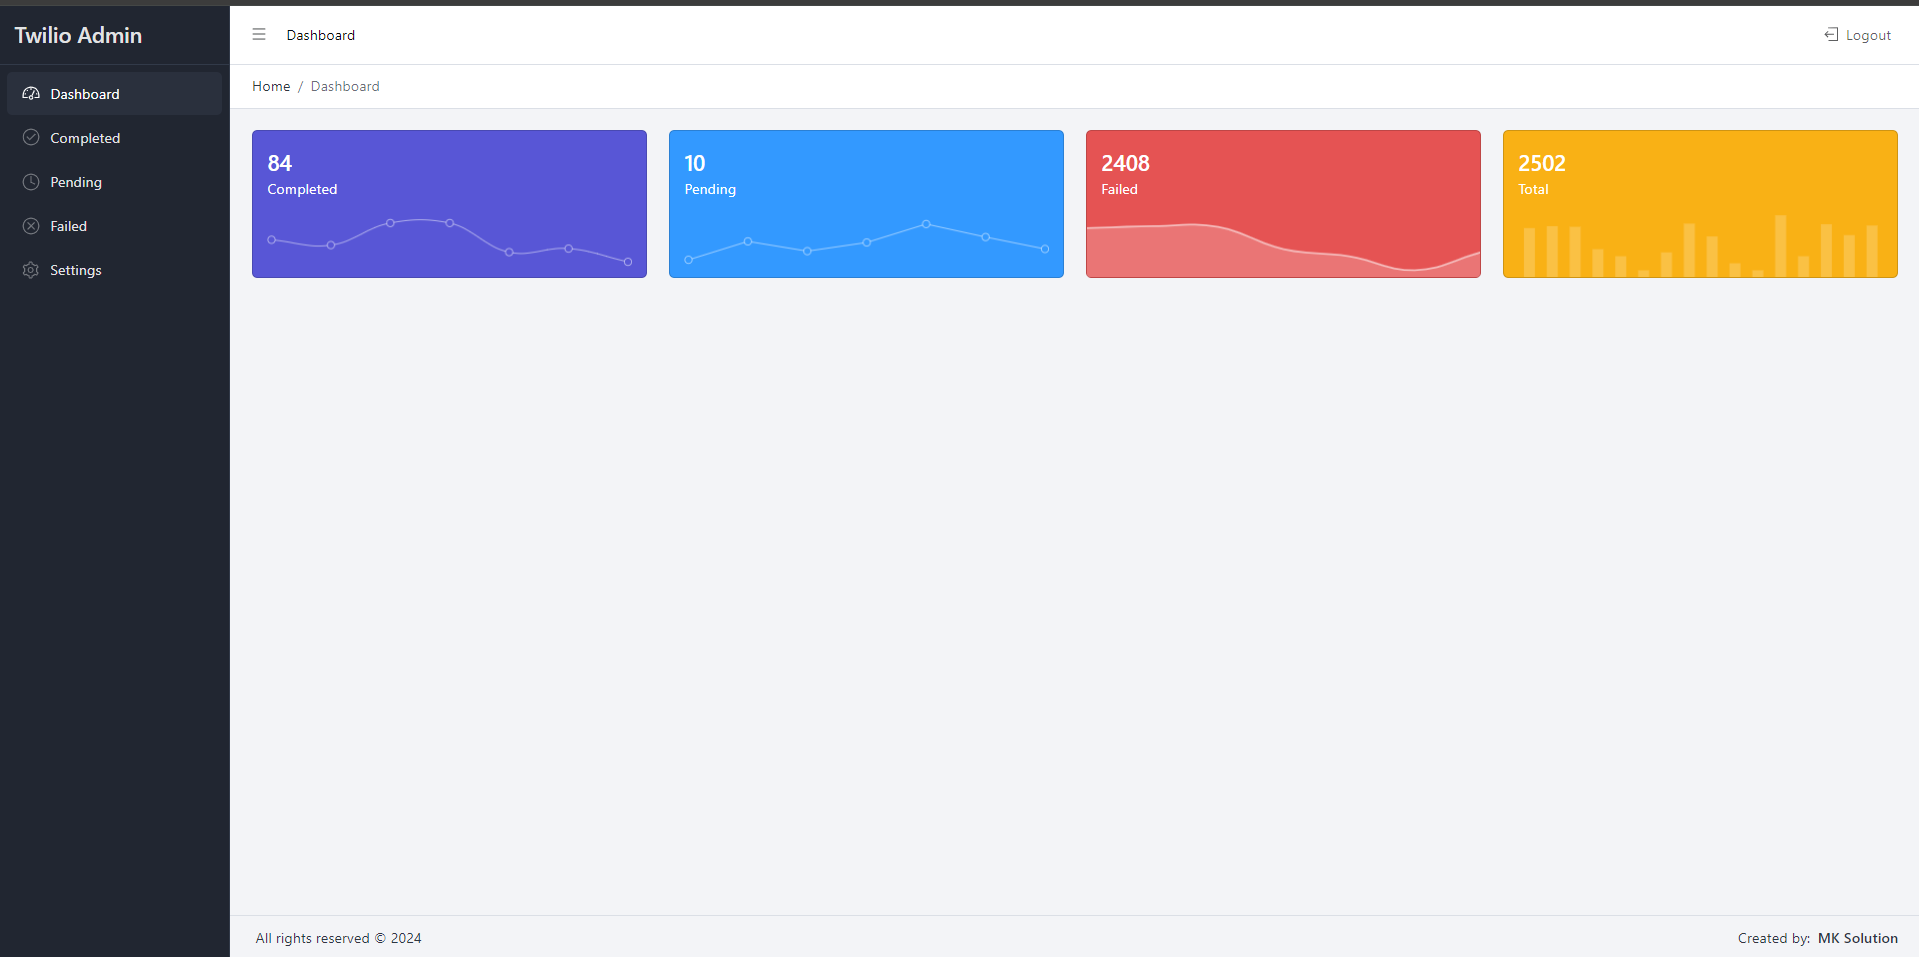 Twilio Admin
Dashboard
Completed
Pending
Failed
Settings
Dashboard
Logout
Home / Dashboard
84
Completed
10
Pending
2408
Failed
2502
Total
All rights reserved © 2024
Created by: MK Solution